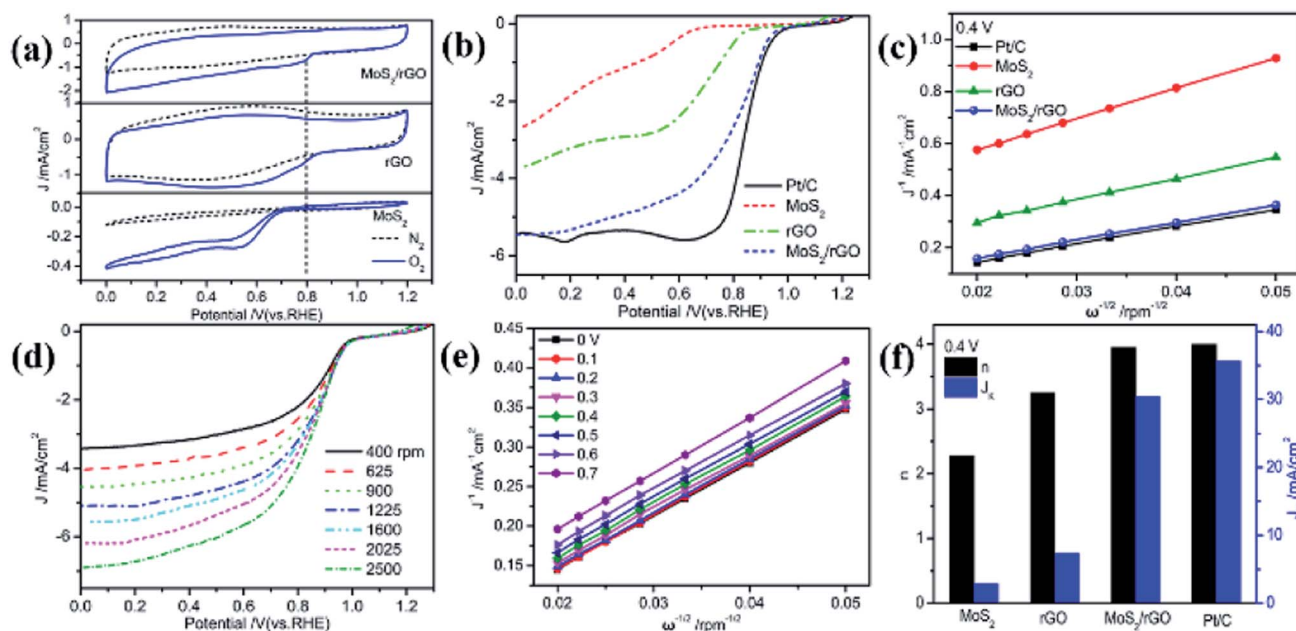 (a)
1
0
-1
-2
MoS₂/rGO
1
0
-1
rGO
0.0
-0.2
-0.4
MoS₂
N₂
O₂
0.0 0.2 0.4 0.6 0.8 1.0 1.2
J /mA/cm²
Potential /V(vs.RHE)
(b)
0
-2
-4
-6
0.0 0.2 0.4 0.6 0.8 1.0 1.2
J /mA/cm²
Potential /V(vs.RHE)
Pt/C
MoS₂
rGO
MoS₂/rGO
(c)
0.4 V
Pt/C
MoS₂
rGO
MoS₂/rGO
1.0
0.8
0.6
0.4
0.2
0.02 0.03 0.04 0.05
J⁻¹ /mA⁻¹cm²
ω⁻¹/² /rpm⁻¹/²
(d)
0
-2
-4
-6
0.0 0.2 0.4 0.6 0.8 1.0 1.2
J /mA/cm²
Potential /V(vs.RHE)
400 rpm
625
900
1225
1600
2025
2500
(e)
0.45
0.40
0.35
0.30
0.25
0.20
0.15
0.02 0.03 0.04 0.05
J⁻¹ /mA⁻¹cm²
ω⁻¹/² /rpm⁻¹/²
0 V
0.1
0.2
0.3
0.4
0.5
0.6
0.7
(f)
0.4 V
n
Jₖ
4
3
2
1
0
n
40
35
30
25
20
15
10
5
0
MoS₂ rGO MoS₂/rGO Pt/C